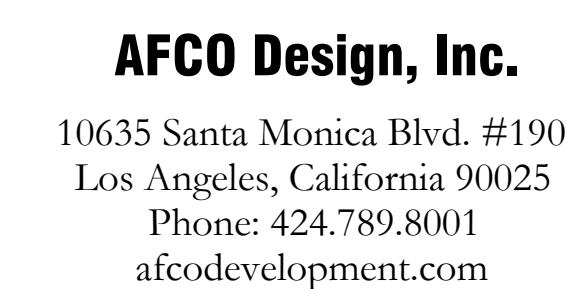 AFCO Design, Inc.
10635 Santa Monica Blvd. #190
Los Angeles, California 90025
Phone: 424.789.8001
afcodevelopment.com